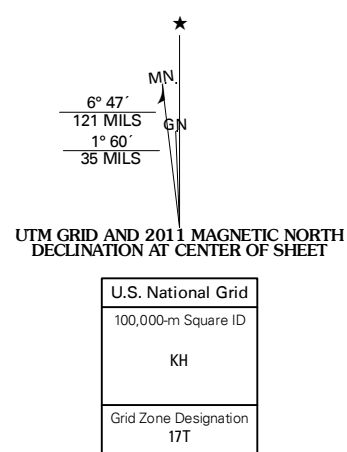 ★
MN
6° 47´
121 MILS
GN
1° 60´
35 MILS
UTM GRID AND 2011 MAGNETIC NORTH
DECLINATION AT CENTER OF SHEET
U.S. National Grid
100,000-m Square ID
KH
Grid Zone Designation
17T